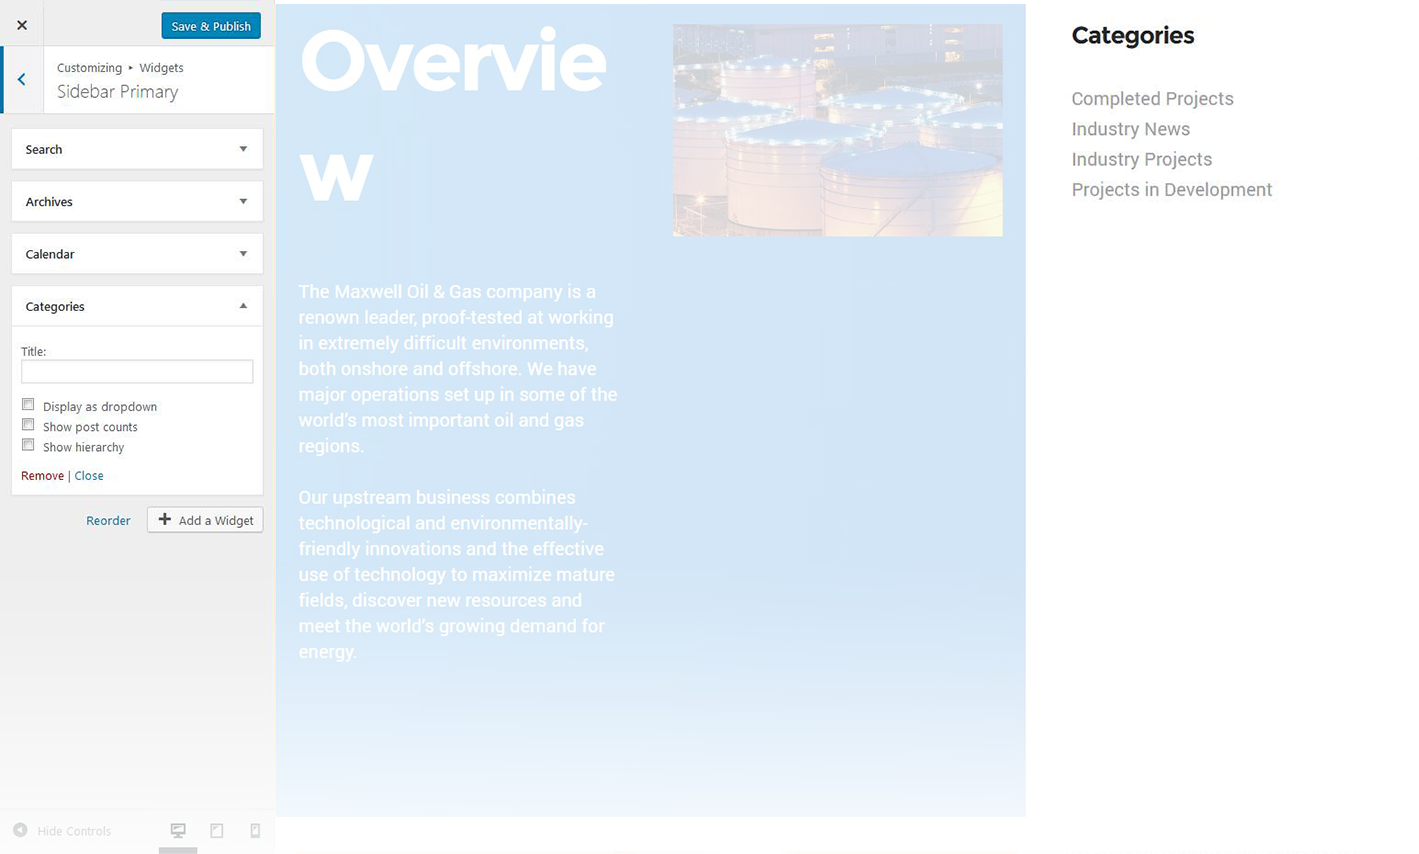 Save & Publish
Customizing ▸ Widgets
Sidebar Primary
Search
Archives
Calendar
Categories
Title:
Display as dropdown
Show post counts
Show hierarchy
Remove | Close
Reorder
Add a Widget
Hide Controls
Overvie
w
The Maxwell Oil & Gas company is a
renown leader, proof-tested at working
in extremely difficult environments,
both onshore and offshore. We have
major operations set up in some of the
world's most important oil and gas
regions.
Our upstream business combines
technological and environmentally-
friendly innovations and the effective
use of technology to maximize mature
fields, discover new resources and
meet the world's growing demand for
energy.
Categories
Completed Projects
Industry News
Industry Projects
Projects in Development